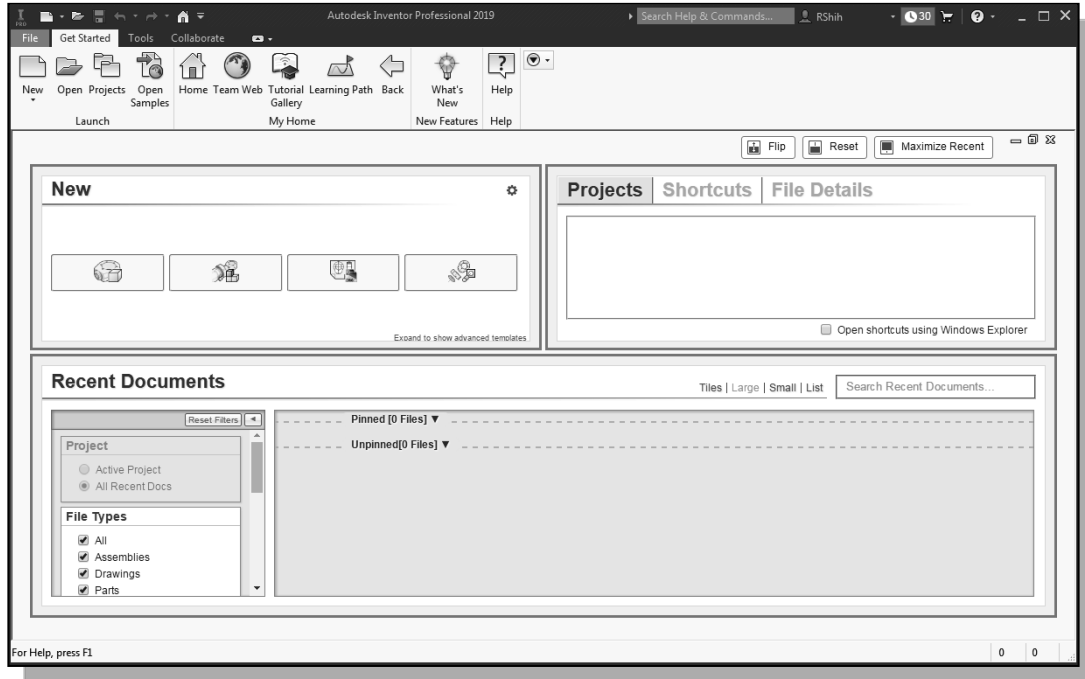 Autodesk Inventor Professional 2019
Search Help & Commands...
RShih
30
PRO
File Get Started Tools Collaborate
New Open Projects Open Samples Home Team Web Tutorial Gallery Learning Path Back What's New Help
Launch My Home New Features Help
Flip Reset Maximize Recent
New
Expand to show advanced templates
Projects Shortcuts File Details
Open shortcuts using Windows Explorer
Recent Documents
Tiles | Large | Small | List
Search Recent Documents...
Reset Filters
Project
Active Project
All Recent Docs
File Types
All
Assemblies
Drawings
Parts
Pinned [0 Files] ▼
Unpinned[0 Files] ▼
For Help, press F1
0 0